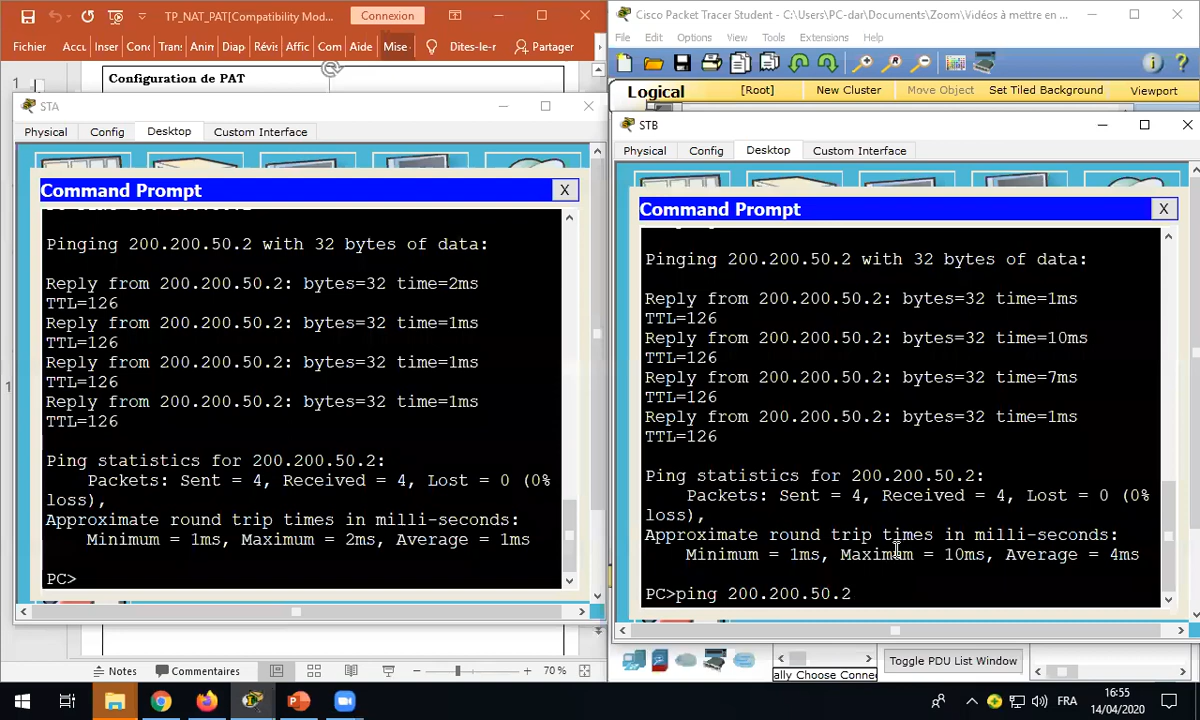 TP_NAT_PAT[Compatibility Mod...
Connexion
Fichier
Accu
Inser
Conc
Tran:
Anin
Diap
Révis
Affic
Com
Aide
Mise
Dites-le-r
Partager
1
Configuration de PAT
STA
Physical
Config
Desktop
Custom Interface
Command Prompt
X
Pinging 200.200.50.2 with 32 bytes of data:
Reply from 200.200.50.2: bytes=32 time=2ms
TTL=126
Reply from 200.200.50.2: bytes=32 time=1ms
TTL=126
Reply from 200.200.50.2: bytes=32 time=1ms
TTL=126
Reply from 200.200.50.2: bytes=32 time=1ms
TTL=126
Ping statistics for 200.200.50.2:
Packets: Sent = 4, Received = 4, Lost = 0 (0%
loss),
Approximate round trip times in milli-seconds:
Minimum = 1ms, Maximum = 2ms, Average = 1ms
PC>
1
Notes
Commentaires
70 %
Cisco Packet Tracer Student - C:\Users\PC-dar\Documents\Zoom\Vidéos à mettre en ...
File
Edit
Options
View
Tools
Extensions
Help
Logical
[Root]
New Cluster
Move Object
Set Tiled Background
Viewport
STB
Physical
Config
Desktop
Custom Interface
Command Prompt
X
Pinging 200.200.50.2 with 32 bytes of data:
Reply from 200.200.50.2: bytes=32 time=1ms
TTL=126
Reply from 200.200.50.2: bytes=32 time=10ms
TTL=126
Reply from 200.200.50.2: bytes=32 time=7ms
TTL=126
Reply from 200.200.50.2: bytes=32 time=1ms
TTL=126
Ping statistics for 200.200.50.2:
Packets: Sent = 4, Received = 4, Lost = 0 (0%
loss),
Approximate round trip times in milli-seconds:
Minimum = 1ms, Maximum = 10ms, Average = 4ms
PC>ping 200.200.50.2
ally Choose Conne
Toggle PDU List Window
FRA
16:55
14/04/2020